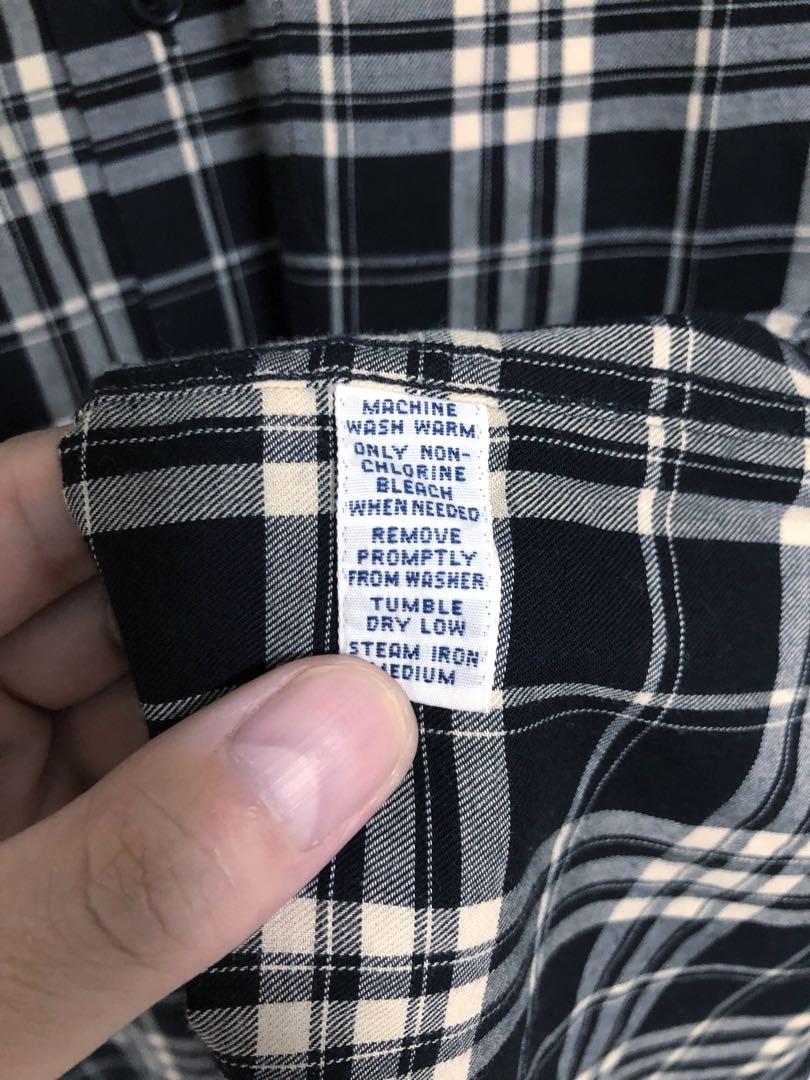 MACHINE
WASH WARM
ONLY NON-
CHLORINE
BLEACH
WHEN NEEDED
REMOVE
PROMPTLY
FROM WASHER
TUMBLE
DRY LOW
STEAM IRON
MEDIUM